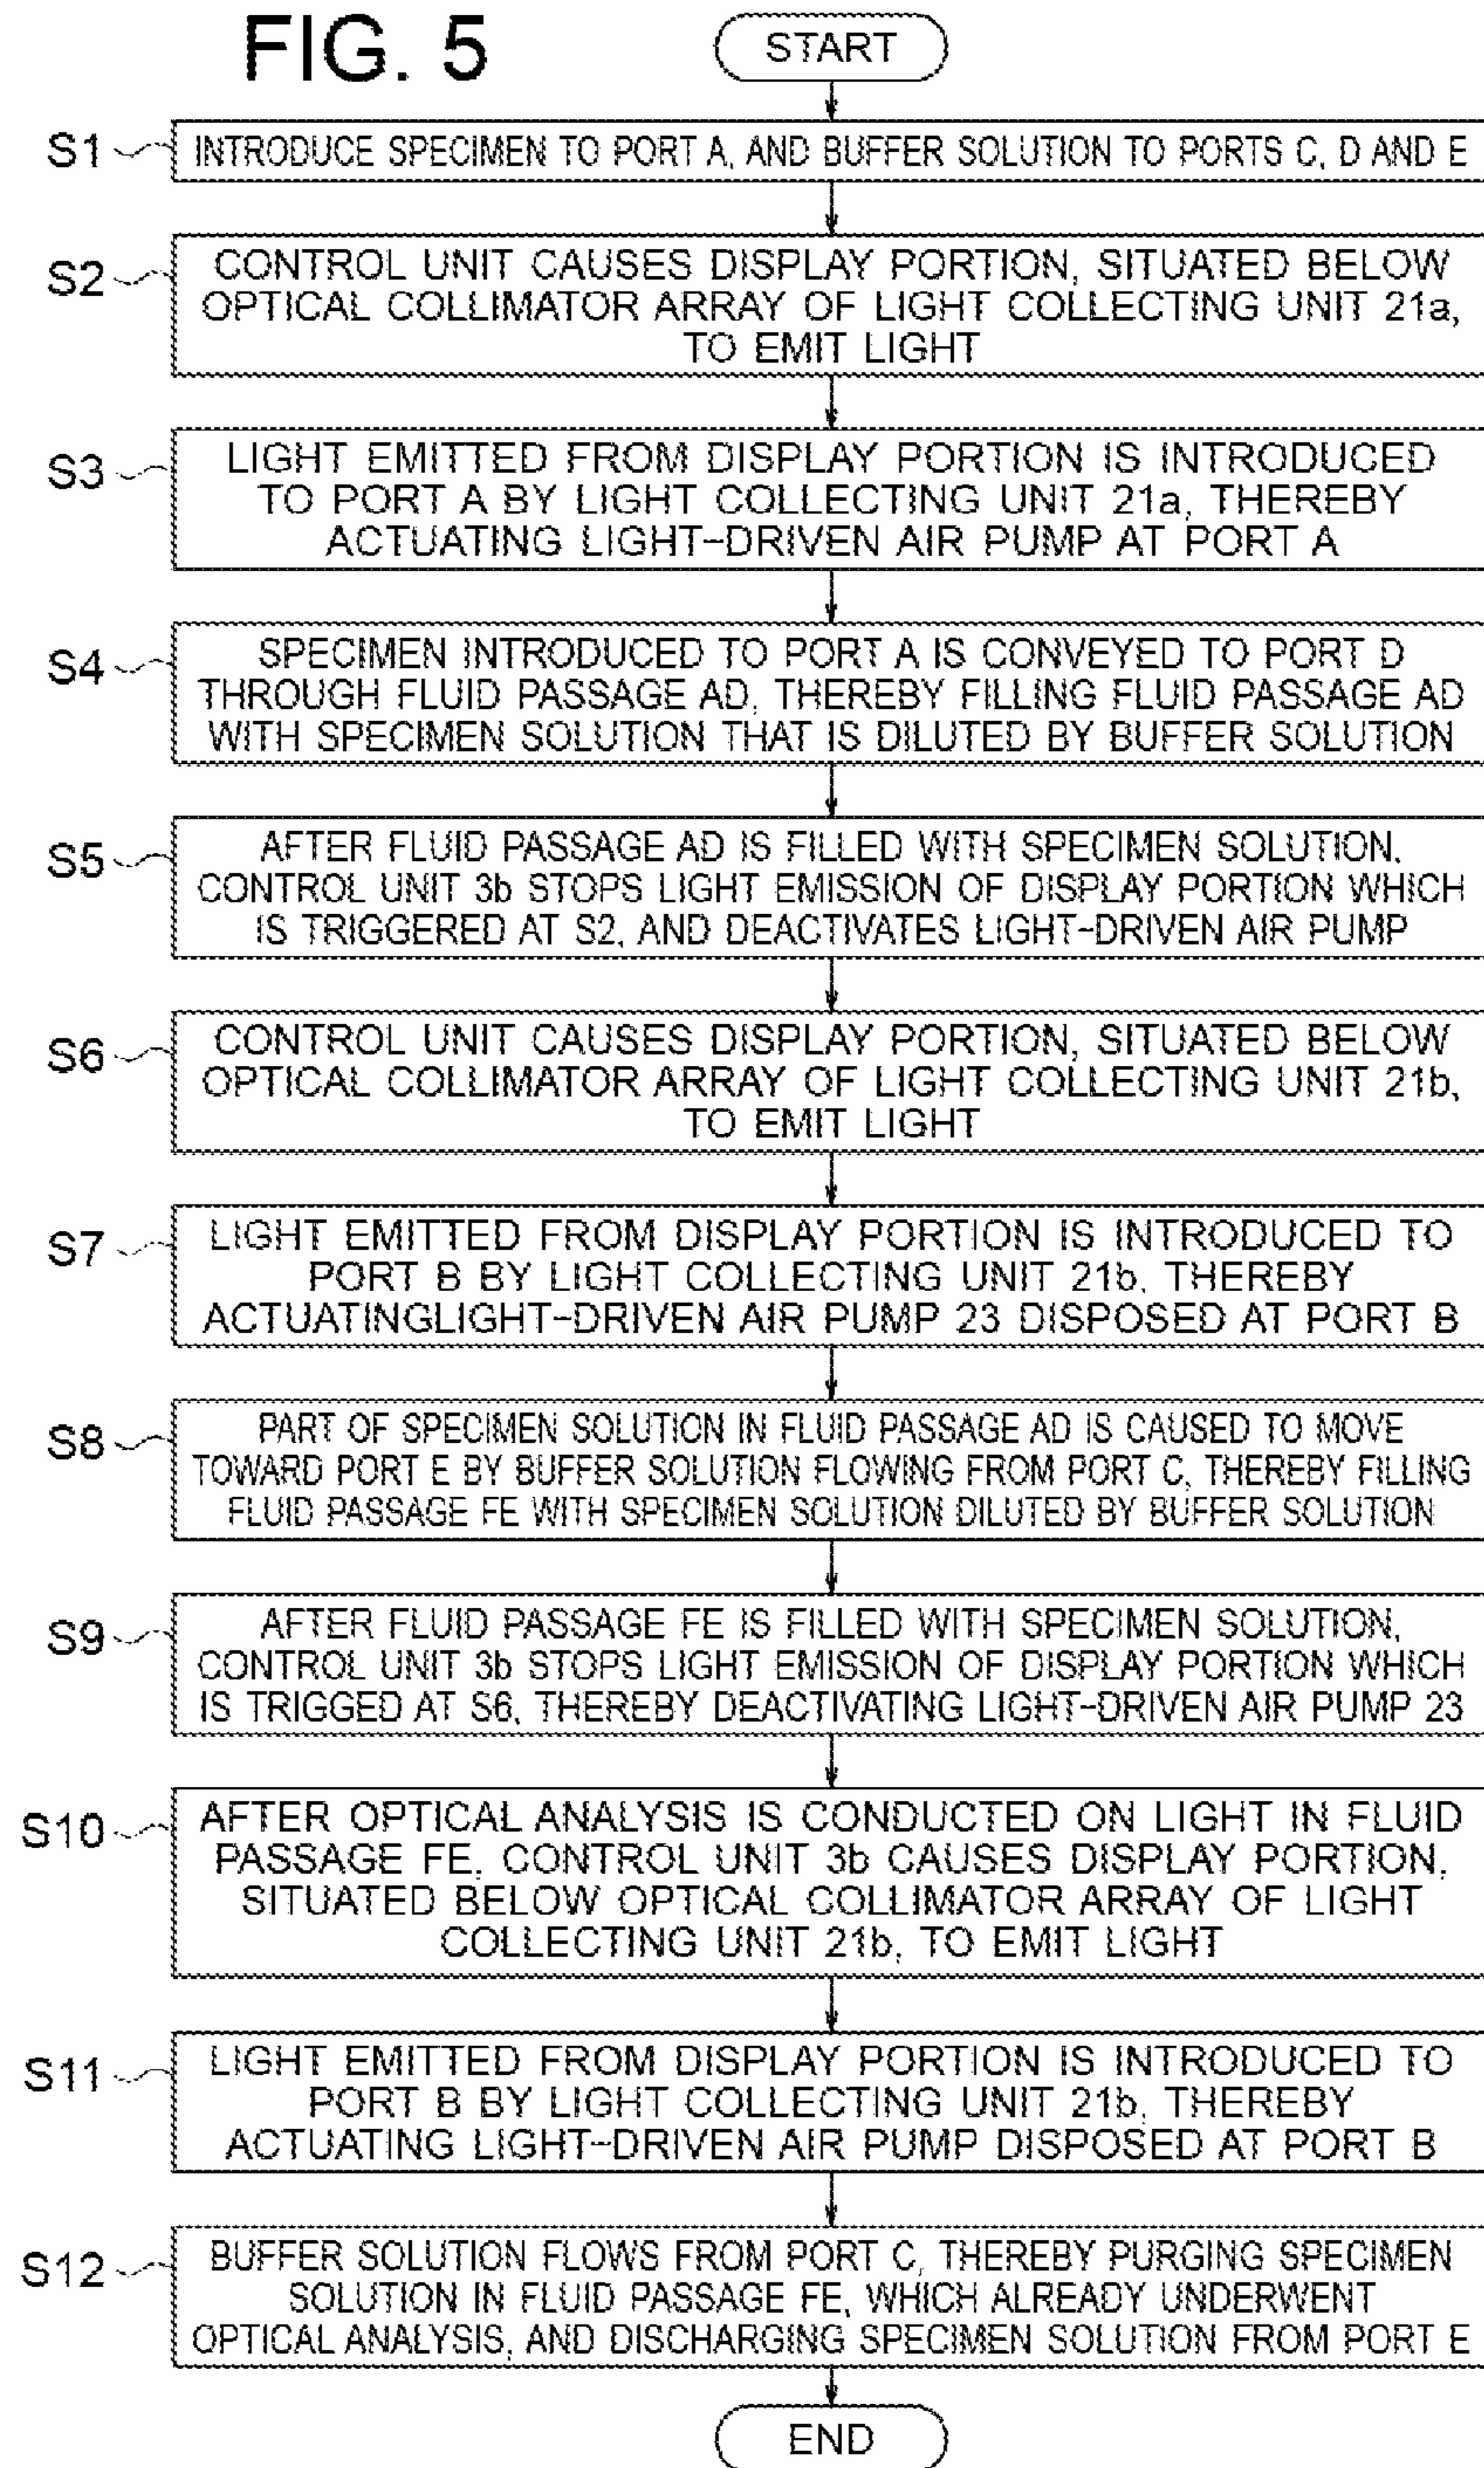 FIG. 5
START
S1
INTRODUCE SPECIMEN TO PORT A, AND BUFFER SOLUTION TO PORTS C, D AND E
S2
CONTROL UNIT CAUSES DISPLAY PORTION, SITUATED BELOW
OPTICAL COLLIMATOR ARRAY OF LIGHT COLLECTING UNIT 21a,
TO EMIT LIGHT
S3
LIGHT EMITTED FROM DISPLAY PORTION IS INTRODUCED
TO PORT A BY LIGHT COLLECTING UNIT 21a, THEREBY
ACTUATING LIGHT-DRIVEN AIR PUMP AT PORT A
S4
SPECIMEN INTRODUCED TO PORT A IS CONVEYED TO PORT D
THROUGH FLUID PASSAGE AD, THEREBY FILLING FLUID PASSAGE AD
WITH SPECIMEN SOLUTION THAT IS DILUTED BY BUFFER SOLUTION
S5
AFTER FLUID PASSAGE AD IS FILLED WITH SPECIMEN SOLUTION,
CONTROL UNIT 3b STOPS LIGHT EMISSION OF DISPLAY PORTION WHICH
IS TRIGGERED AT S2, AND DEACTIVATES LIGHT-DRIVEN AIR PUMP
S6
CONTROL UNIT CAUSES DISPLAY PORTION, SITUATED BELOW
OPTICAL COLLIMATOR ARRAY OF LIGHT COLLECTING UNIT 21b,
TO EMIT LIGHT
S7
LIGHT EMITTED FROM DISPLAY PORTION IS INTRODUCED TO
PORT B BY LIGHT COLLECTING UNIT 21b, THEREBY
ACTUATINGLIGHT-DRIVEN AIR PUMP 23 DISPOSED AT PORT B
S8
PART OF SPECIMEN SOLUTION IN FLUID PASSAGE AD IS CAUSED TO MOVE
TOWARD PORT E BY BUFFER SOLUTION FLOWING FROM PORT C, THEREBY FILLING
FLUID PASSAGE FE WITH SPECIMEN SOLUTION DILUTED BY BUFFER SOLUTION
S9
AFTER FLUID PASSAGE FE IS FILLED WITH SPECIMEN SOLUTION,
CONTROL UNIT 3b STOPS LIGHT EMISSION OF DISPLAY PORTION WHICH
IS TRIGGED AT S6, THEREBY DEACTIVATING LIGHT-DRIVEN AIR PUMP 23
S10
AFTER OPTICAL ANALYSIS IS CONDUCTED ON LIGHT IN FLUID
PASSAGE FE, CONTROL UNIT 3b CAUSES DISPLAY PORTION,
SITUATED BELOW OPTICAL COLLIMATOR ARRAY OF LIGHT
COLLECTING UNIT 21b, TO EMIT LIGHT
S11
LIGHT EMITTED FROM DISPLAY PORTION IS INTRODUCED TO
PORT B BY LIGHT COLLECTING UNIT 21b, THEREBY
ACTUATING LIGHT-DRIVEN AIR PUMP DISPOSED AT PORT B
S12
BUFFER SOLUTION FLOWS FROM PORT C, THEREBY PURGING SPECIMEN
SOLUTION IN FLUID PASSAGE FE, WHICH ALREADY UNDERWENT
OPTICAL ANALYSIS, AND DISCHARGING SPECIMEN SOLUTION FROM PORT E
END